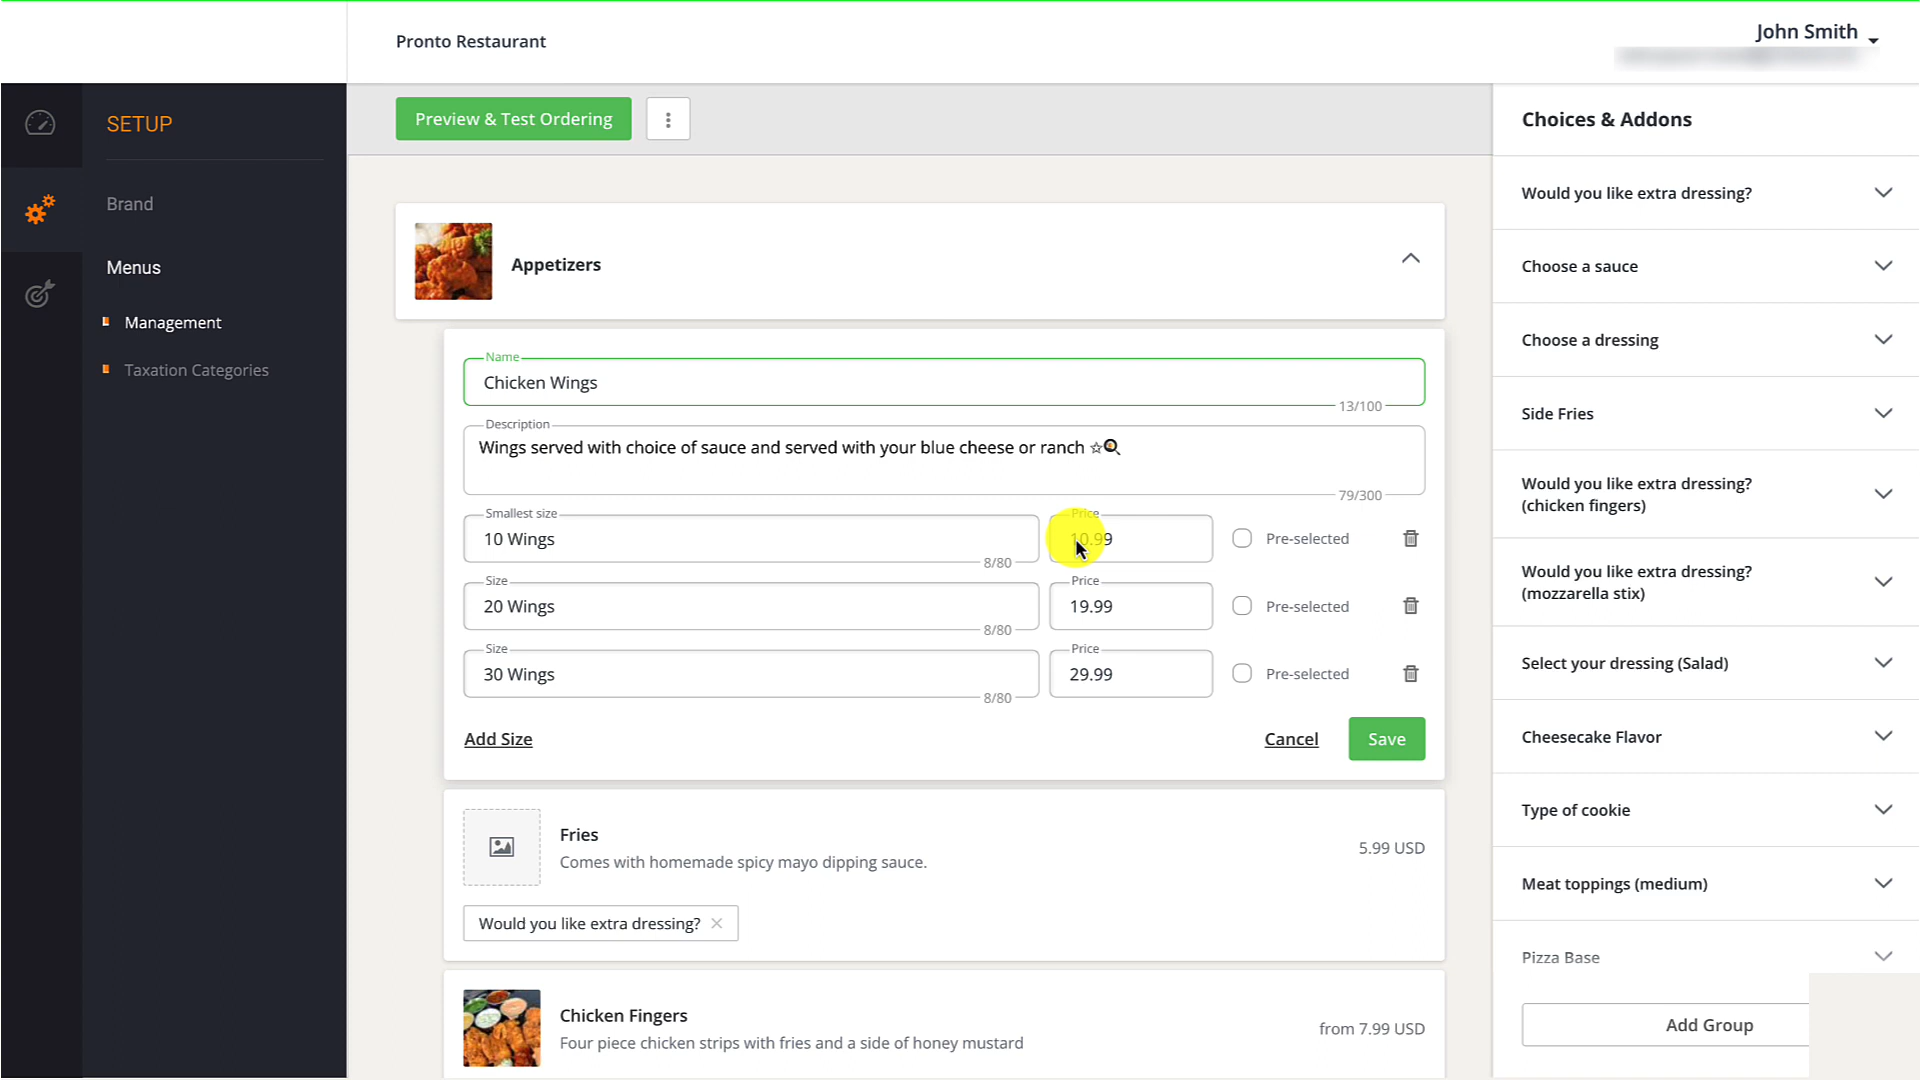 Pronto Restaurant
John Smith
SETUP
Brand
Menus
Management
Taxation Categories
Preview & Test Ordering
Appetizers
Name
Chicken Wings
13/100
Description
Wings served with choice of sauce and served with your blue cheese or ranch ☆🔍
79/300
Smallest size
10 Wings
8/80
Price
10.99
Pre-selected
Size
20 Wings
8/80
Price
19.99
Pre-selected
Size
30 Wings
8/80
Price
29.99
Pre-selected
Add Size
Cancel
Save
Fries
Comes with homemade spicy mayo dipping sauce.
5.99 USD
Would you like extra dressing?
Chicken Fingers
Four piece chicken strips with fries and a side of honey mustard
from 7.99 USD
Choices & Addons
Would you like extra dressing?
Choose a sauce
Choose a dressing
Side Fries
Would you like extra dressing?
(chicken fingers)
Would you like extra dressing?
(mozzarella stix)
Select your dressing (Salad)
Cheesecake Flavor
Type of cookie
Meat toppings (medium)
Pizza Base
Add Group